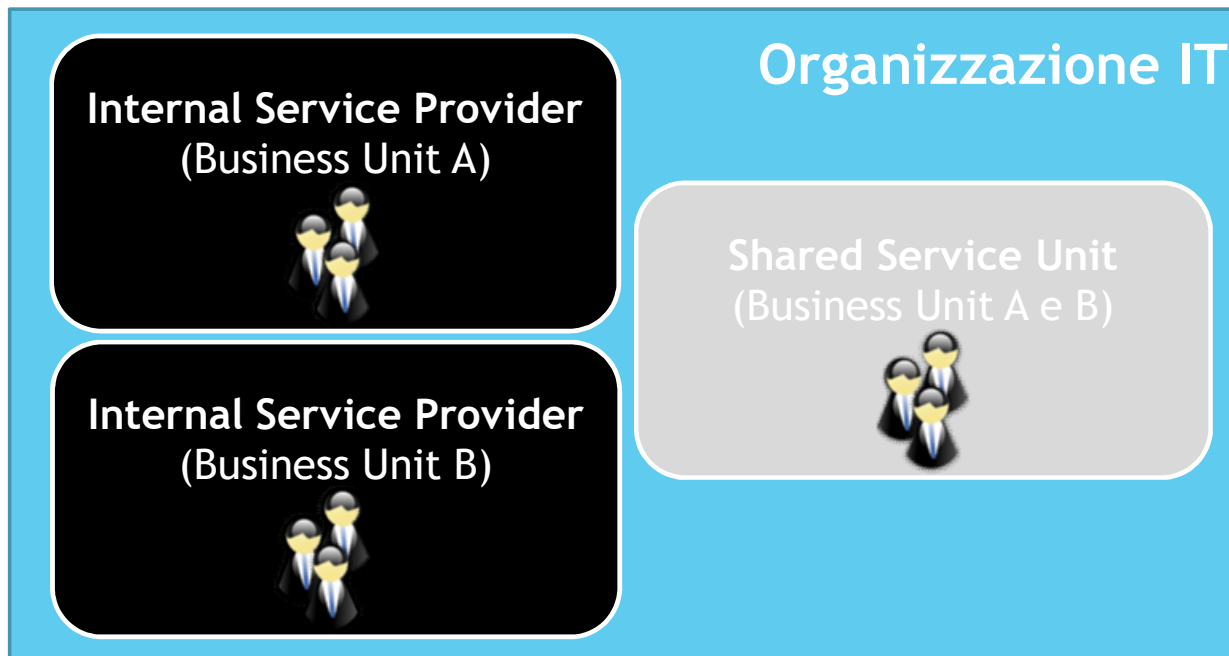 Organizzazione IT
Internal Service Provider
(Business Unit A)
Shared Service Unit
(Business Unit A e B)
Internal Service Provider
(Business Unit B)